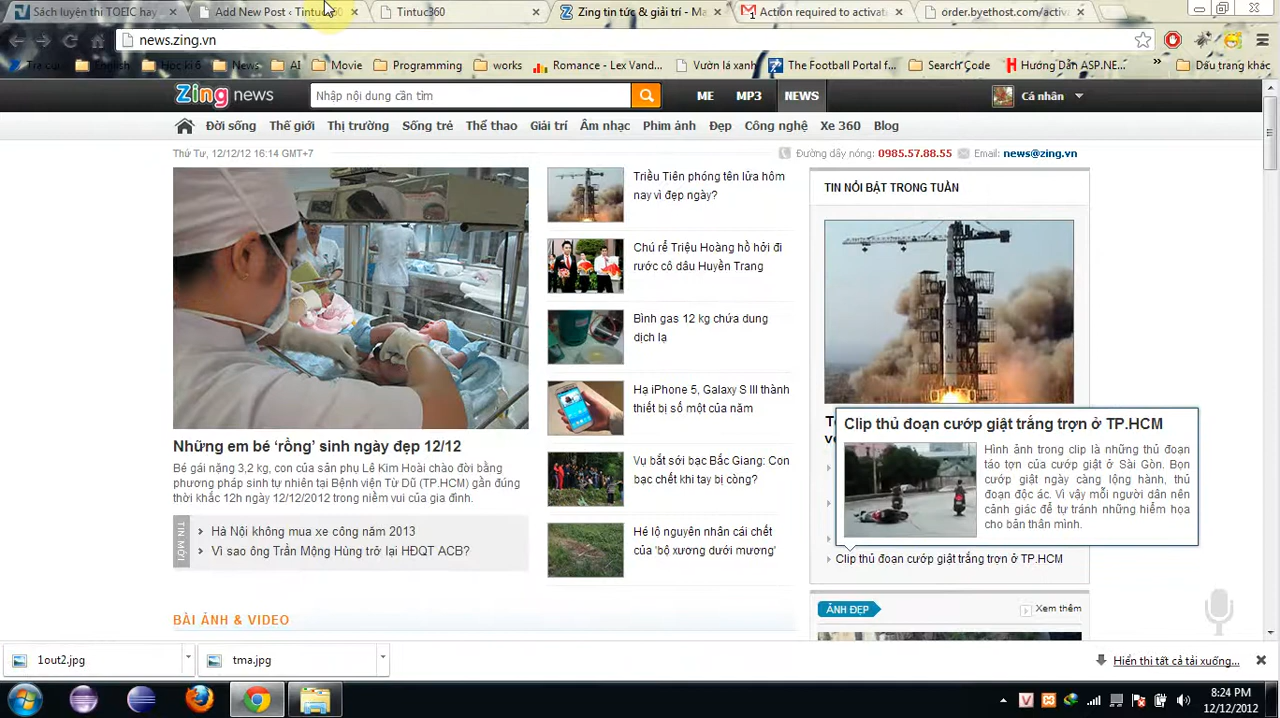 Sách luyện thi TOEIC hay
Add New Post ‹ Tintuc360
Tintuc360
Zing tin tức & giải trí - Mạ
Action required to activat
order.byethost.com/activ
news.zing.vn
Tra cứu
English
Học kì 6
News
AI
Movie
Programming
works
Romance - Lex Vand...
Vườn lá xanh
The Football Portal f...
Search Code
Hướng Dẫn ASP.NE...
»
Dấu trang khác
Zing news
Nhập nội dung cần tìm
ME
MP3
NEWS
Cá nhân
Đời sống
Thế giới
Thị trường
Sống trẻ
Thể thao
Giải trí
Âm nhạc
Phim ảnh
Đẹp
Công nghệ
Xe 360
Blog
Thứ Tư, 12/12/12 16:14 GMT+7
Đường dây nóng: 0985.57.88.55
Email: news@zing.vn
Những em bé ‘rồng’ sinh ngày đẹp 12/12
Bé gái nặng 3,2 kg, con của sản phụ Lê Kim Hoài chào đời bằng
phương pháp sinh tự nhiên tại Bệnh viện Từ Dũ (TP.HCM) gần đúng
thời khắc 12h ngày 12/12/2012 trong niềm vui của gia đình.
TIN MỚI
Hà Nội không mua xe công năm 2013
Vì sao ông Trần Mộng Hùng trở lại HĐQT ACB?
BÀI ẢNH & VIDEO
Triều Tiên phóng tên lửa hôm
nay vì đẹp ngày?
Chú rể Triệu Hoàng hồ hởi đi
rước cô dâu Huyền Trang
Bình gas 12 kg chứa dung
dịch lạ
Hạ iPhone 5, Galaxy S III thành
thiết bị số một của năm
Vụ bắt sới bạc Bắc Giang: Con
bạc chết khi tay bị còng?
Hé lộ nguyên nhân cái chết
của 'bộ xương dưới mương'
TIN NỔI BẬT TRONG TUẦN
Clip thủ đoạn cướp giật trắng trợn ở TP.HCM
Hình ảnh trong clip là những thủ đoạn
táo tợn của cướp giật ở Sài Gòn. Bọn
cướp giật ngày càng lộng hành, thủ
đoạn độc ác. Vì vậy mỗi người dân nên
cảnh giác để tự tránh những hiểm họa
cho bản thân mình.
Clip thủ đoạn cướp giật trắng trợn ở TP.HCM
ẢNH ĐẸP
Xem thêm
1out2.jpg
tma.jpg
Hiển thị tất cả tải xuống...
8:24 PM
12/12/2012